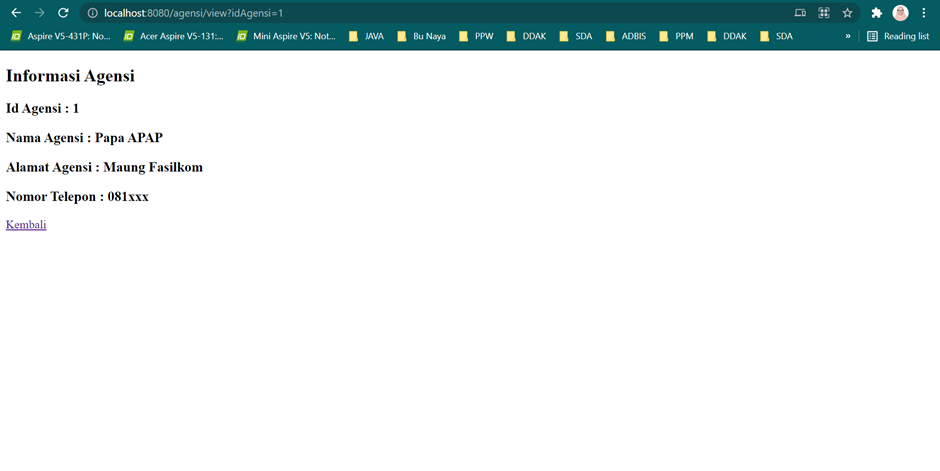 localhost:8080/agensi/view?idAgensi=1
Aspire V5-431P: No... Acer Aspire V5-131:... Mini Aspire V5: Not... JAVA Bu Naya PPW DDAK SDA ADBIS PPM DDAK SDA » Reading list
Informasi Agensi
Id Agensi : 1
Nama Agensi : Papa APAP
Alamat Agensi : Maung Fasilkom
Nomor Telepon : 081xxx
Kembali